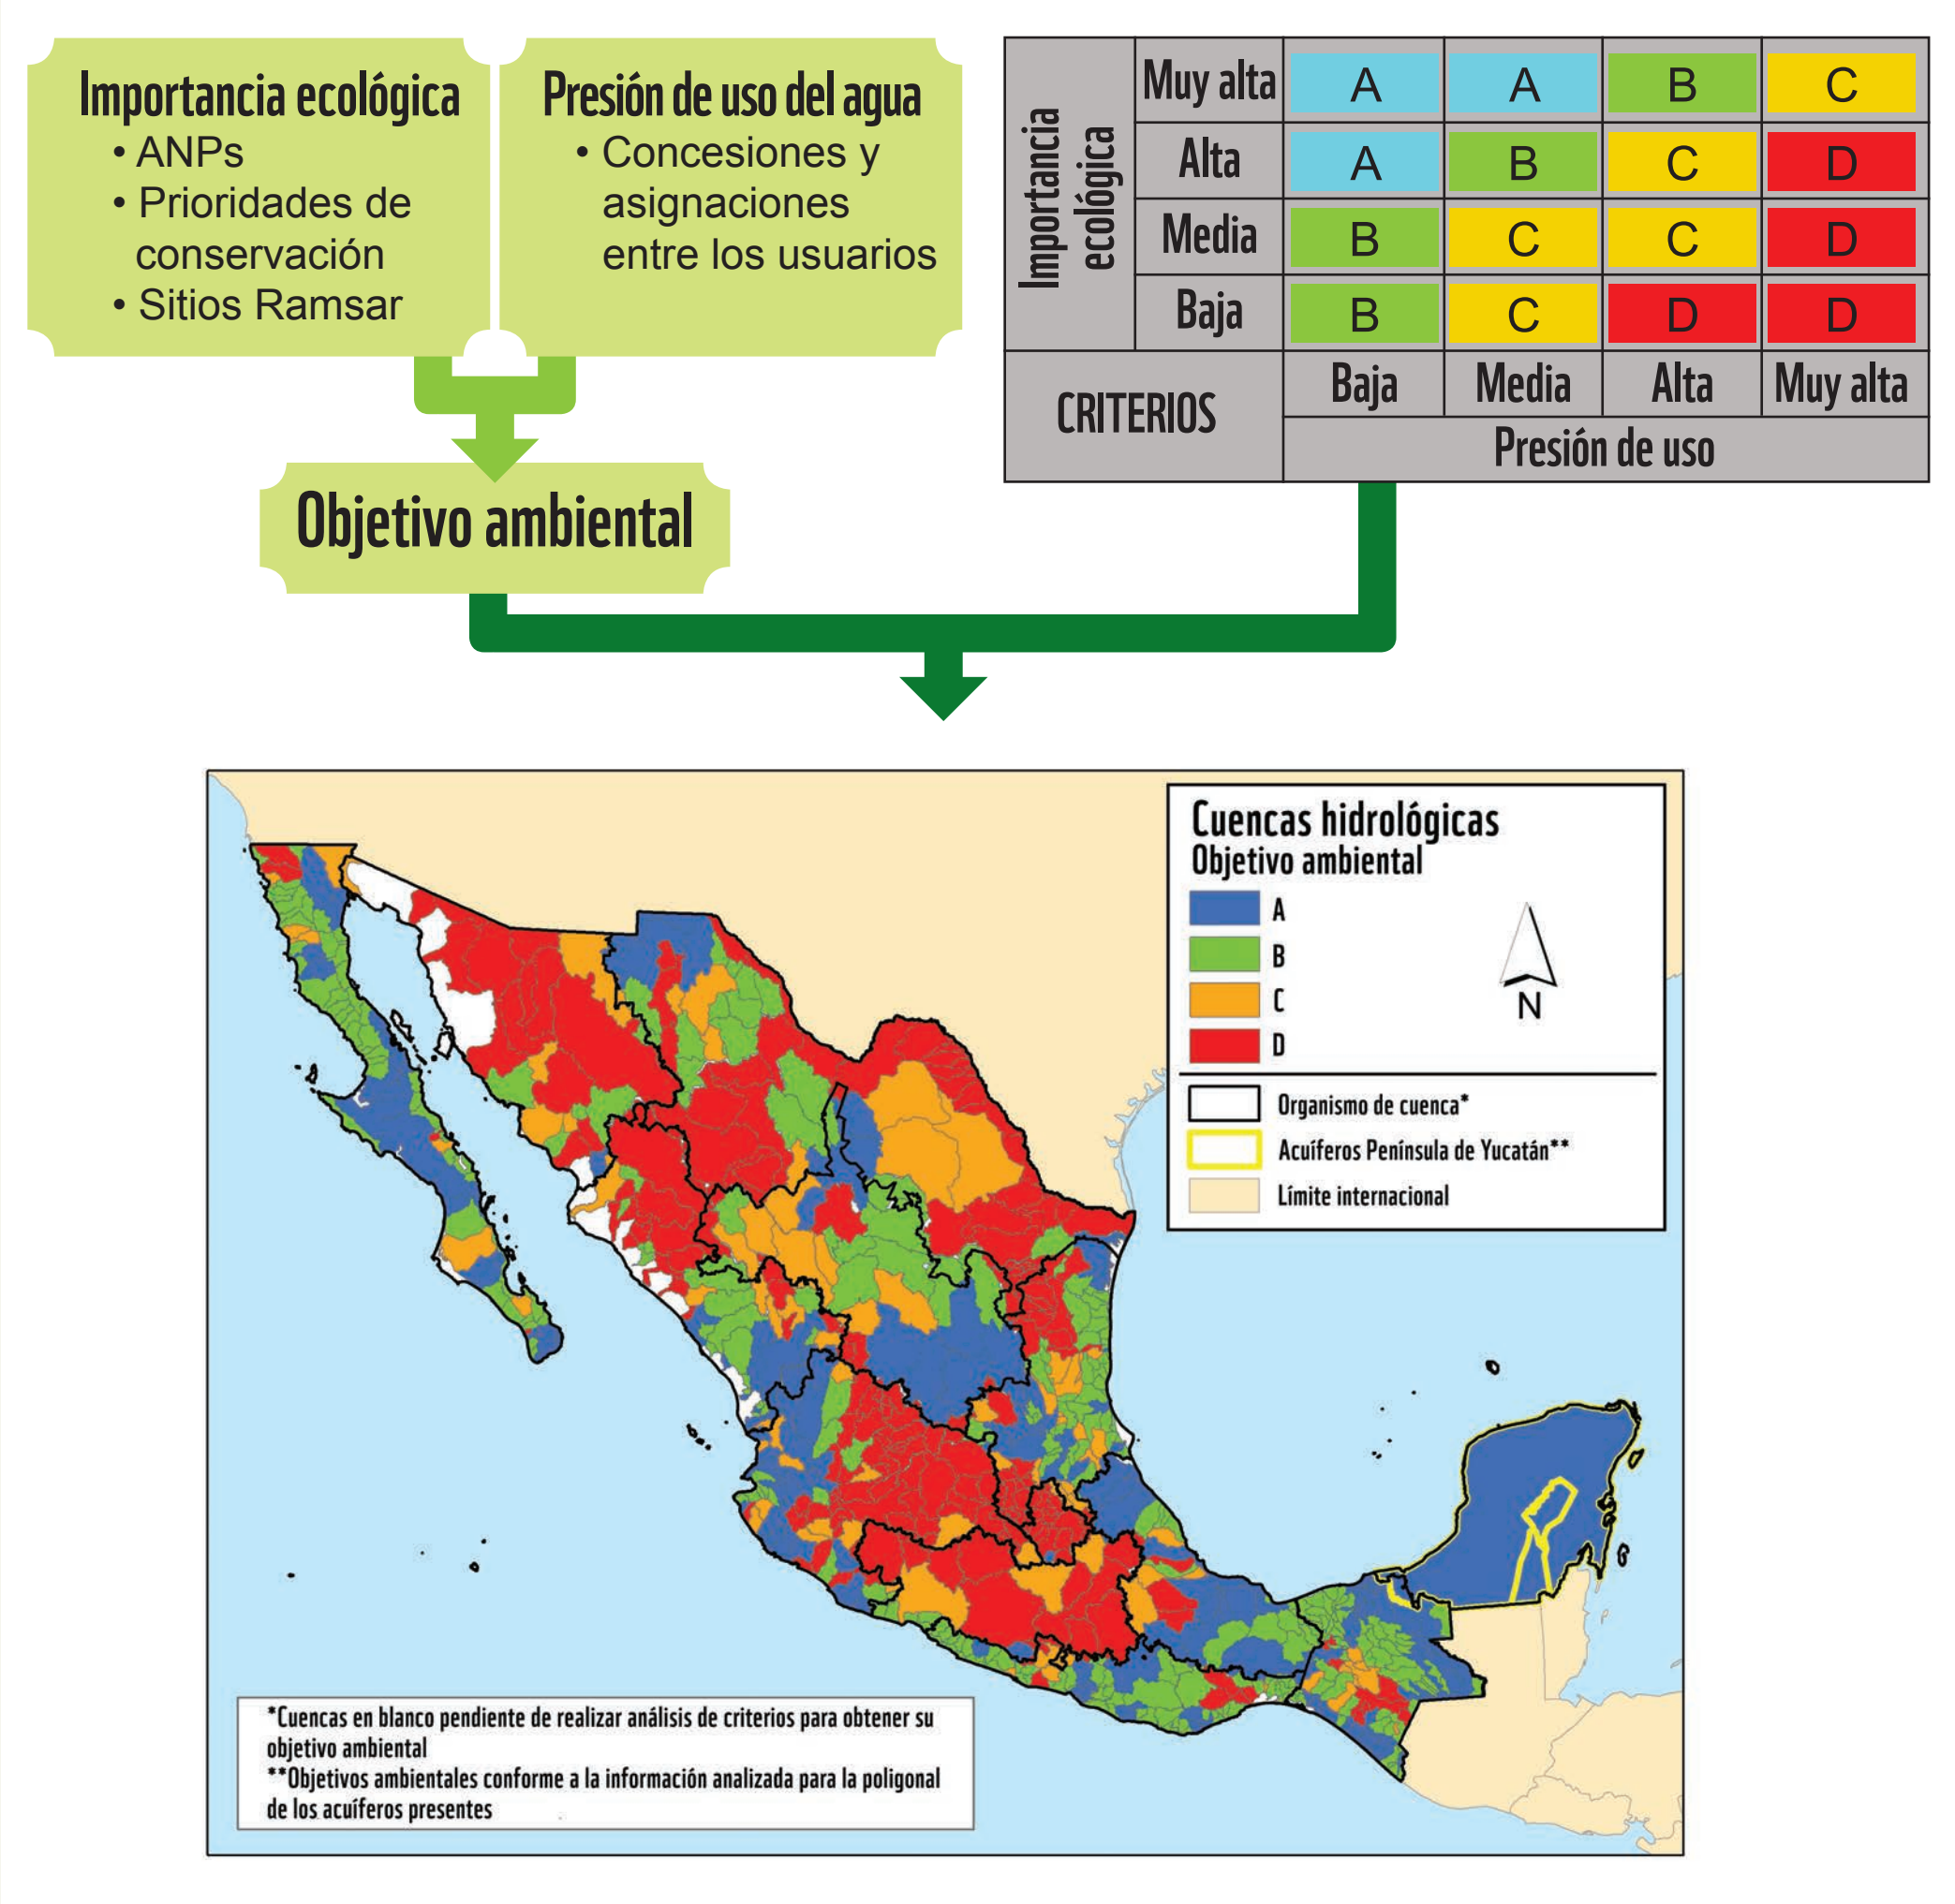 Importancia ecológica
• ANPs
• Prioridades de
conservación
• Sitios Ramsar
Presión de uso del agua
• Concesiones y
asignaciones
entre los usuarios
Objetivo ambiental
Importancia
ecológica
Muy alta A A B C
Alta A B C D
Media B C C D
Baja B C D D
CRITERIOS
Baja Media Alta Muy alta
Presión de uso
Cuencas hidrológicas
Objetivo ambiental
A
B
C
D
N
Organismo de cuenca*
Acuíferos Península de Yucatán**
Límite internacional
*Cuencas en blanco pendiente de realizar análisis de criterios para obtener su
objetivo ambiental
**Objetivos ambientales conforme a la información analizada para la poligonal
de los acuíferos presentes